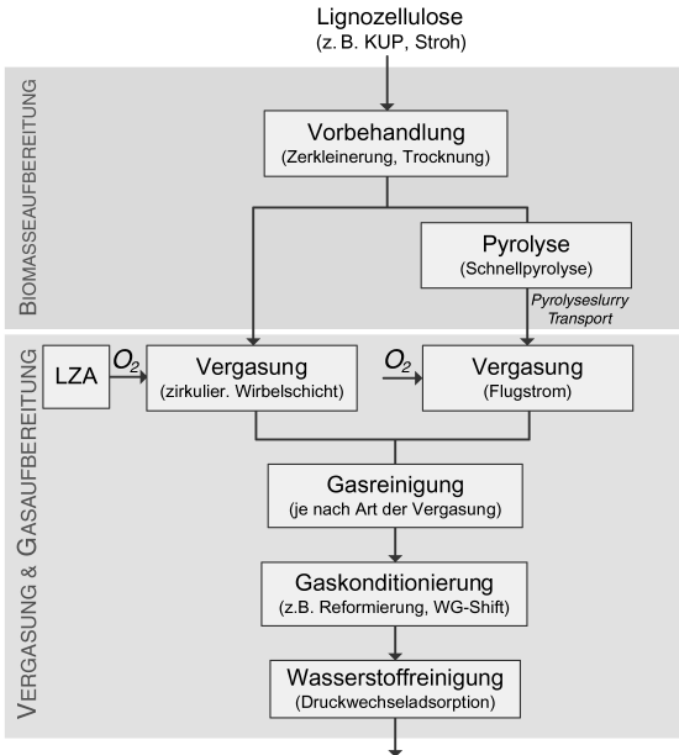 Lignozellulose
(z. B. KUP, Stroh)
BIOMASSEAUFBEREITUNG
Vorbehandlung
(Zerkleinerung, Trocknung)
Pyrolyse
(Schnellpyrolyse)
Pyrolyseslurry
Transport
VERGASUNG & GASAUFBEREITUNG
LZA
O2
Vergasung
(zirkulier. Wirbelschicht)
O2
Vergasung
(Flugstrom)
Gasreinigung
(je nach Art der Vergasung)
Gaskonditionierung
(z.B. Reformierung, WG-Shift)
Wasserstoffreinigung
(Druckwechseladsorption)